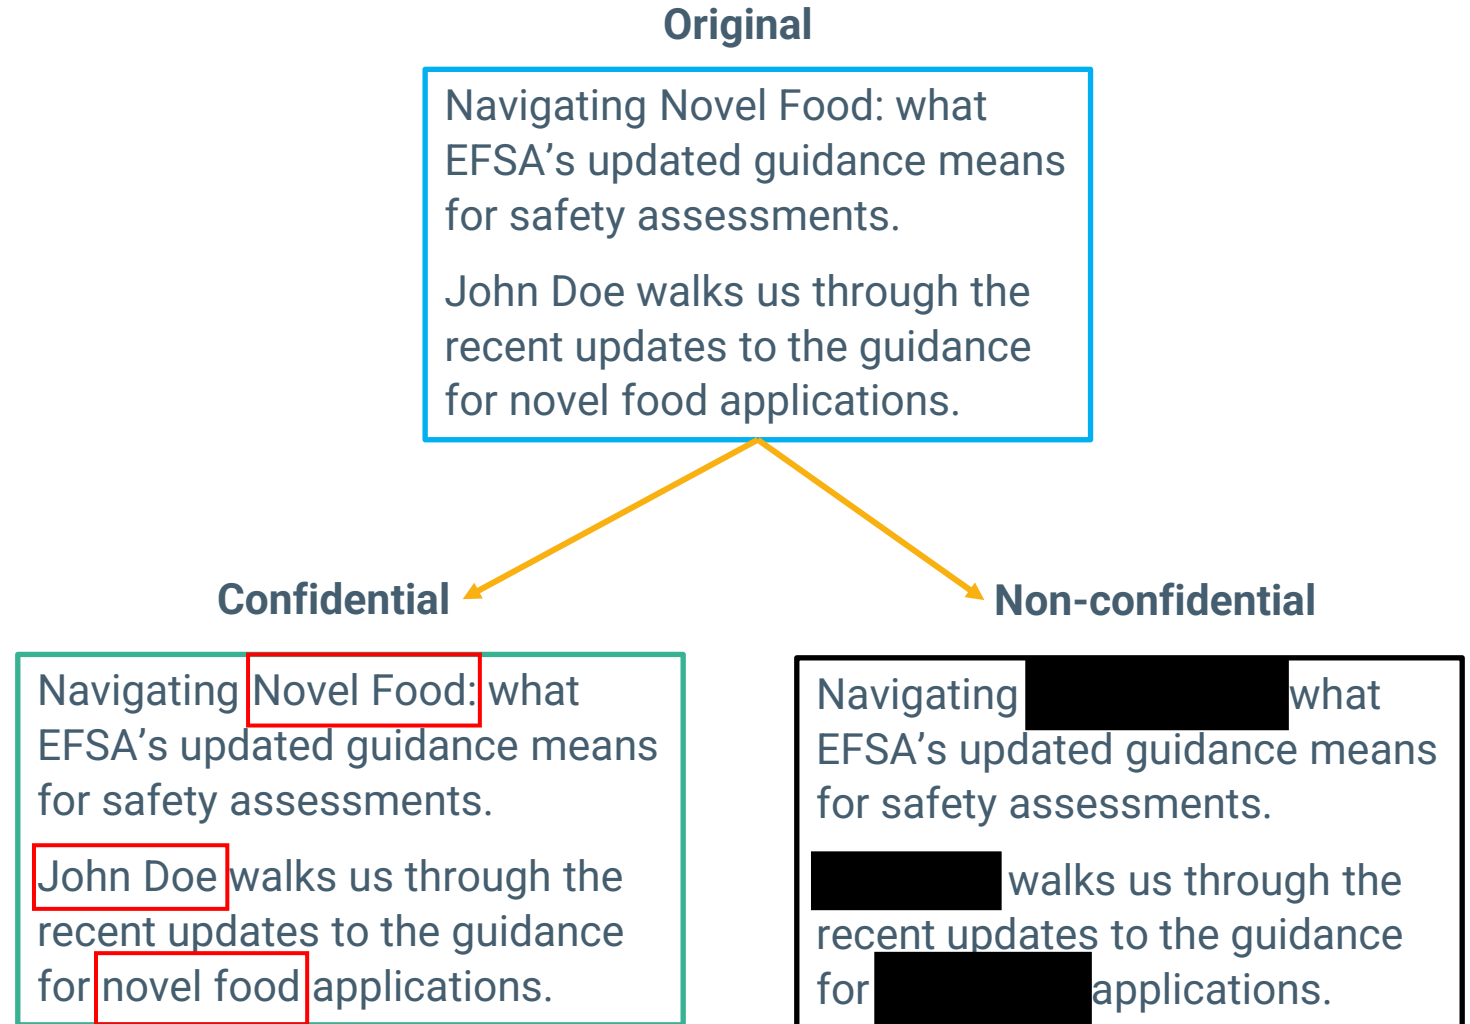 Original
Navigating Novel Food: what
EFSA’s updated guidance means
for safety assessments.
John Doe walks us through the
recent updates to the guidance
for novel food applications.
Confidential
Navigating Novel Food: what
EFSA’s updated guidance means
for safety assessments.
John Doe walks us through the
recent updates to the guidance
for novel food applications.
Non-confidential
Navigating what
EFSA’s updated guidance means
for safety assessments.
walks us through the
recent updates to the guidance
for applications.